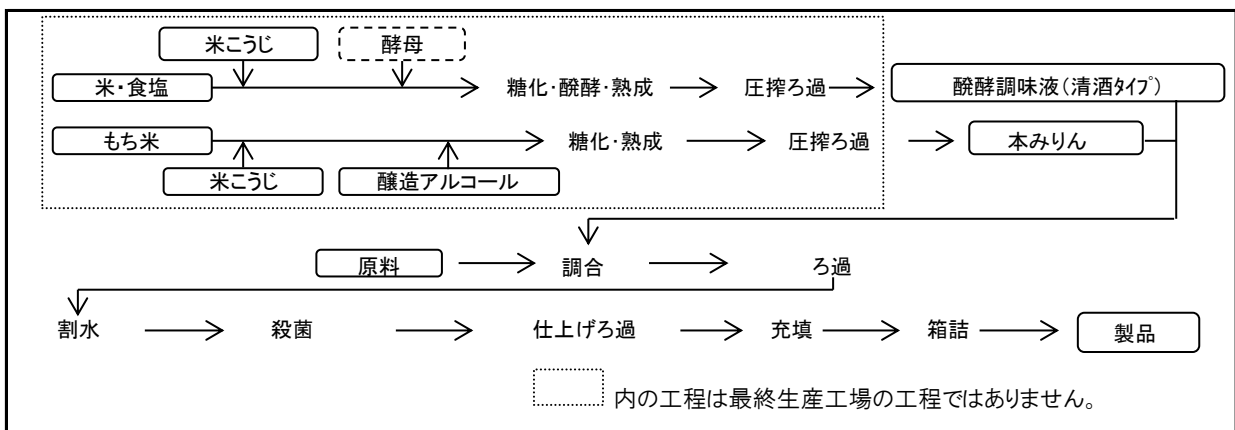 米こうじ 酵母
米・食塩 糖化・醗酵・熟成 圧搾ろ過 醗酵調味液(清酒ﾀｲﾌﾟ)
もち米 糖化・熟成 圧搾ろ過 本みりん
米こうじ 醸造アルコール
原料 調合 ろ過
割水 殺菌 仕上げろ過 充填 箱詰 製品
内の工程は最終生産工場の工程ではありません。